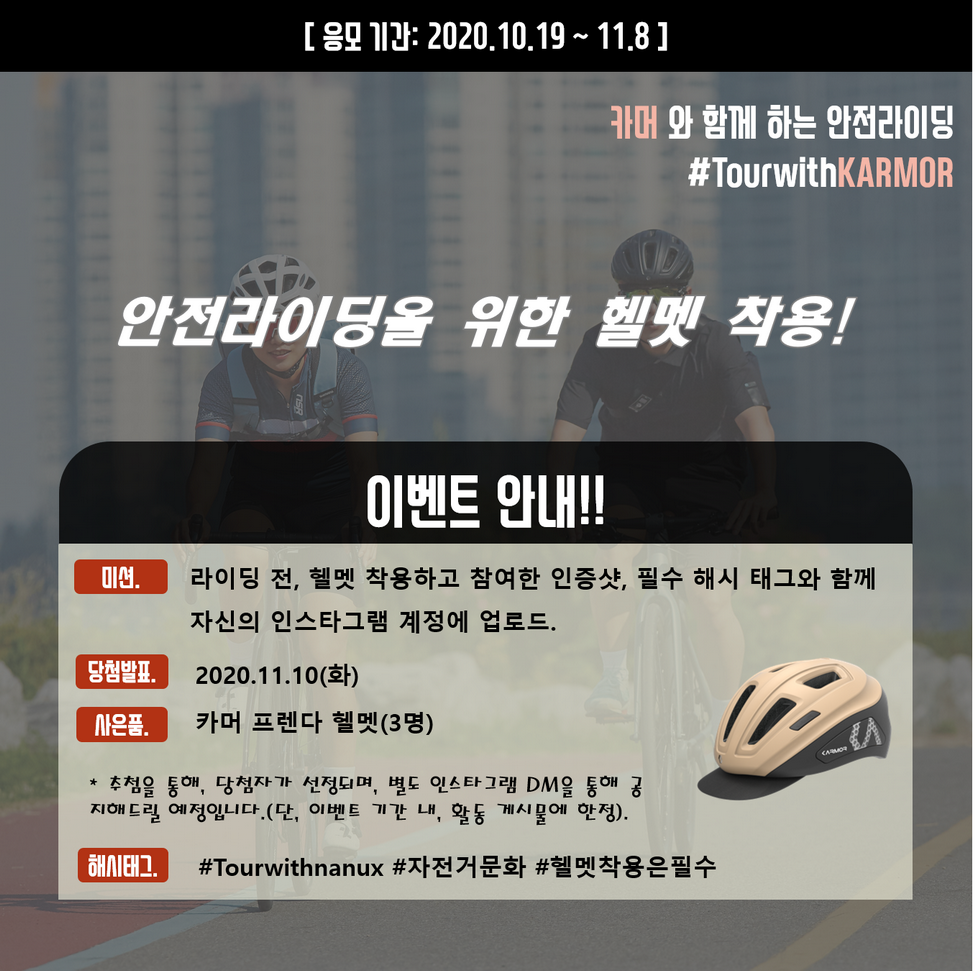 [ 응모 기간: 2020.10.19 ~ 11.8 ]
카머 와 함께 하는 안전라이딩
#TourwithKARMOR
안전라이딩을 위한 헬멧 착용!
이벤트 안내!!
미션. 라이딩 전, 헬멧 착용하고 참여한 인증샷, 필수 해시 태그와 함께
자신의 인스타그램 계정에 업로드.
당첨발표. 2020.11.10(화)
사은품. 카머 프렌다 헬멧(3명)
KARMOR
* 추첨을 통해, 당첨자가 선정되며, 별도 인스타그램 DM을 통해 공
지해드릴 예정입니다.(단, 이벤트 기간 내, 활동 게시물에 한정).
해시태그. #Tourwithnanux #자전거문화 #헬멧착용은필수
NSR